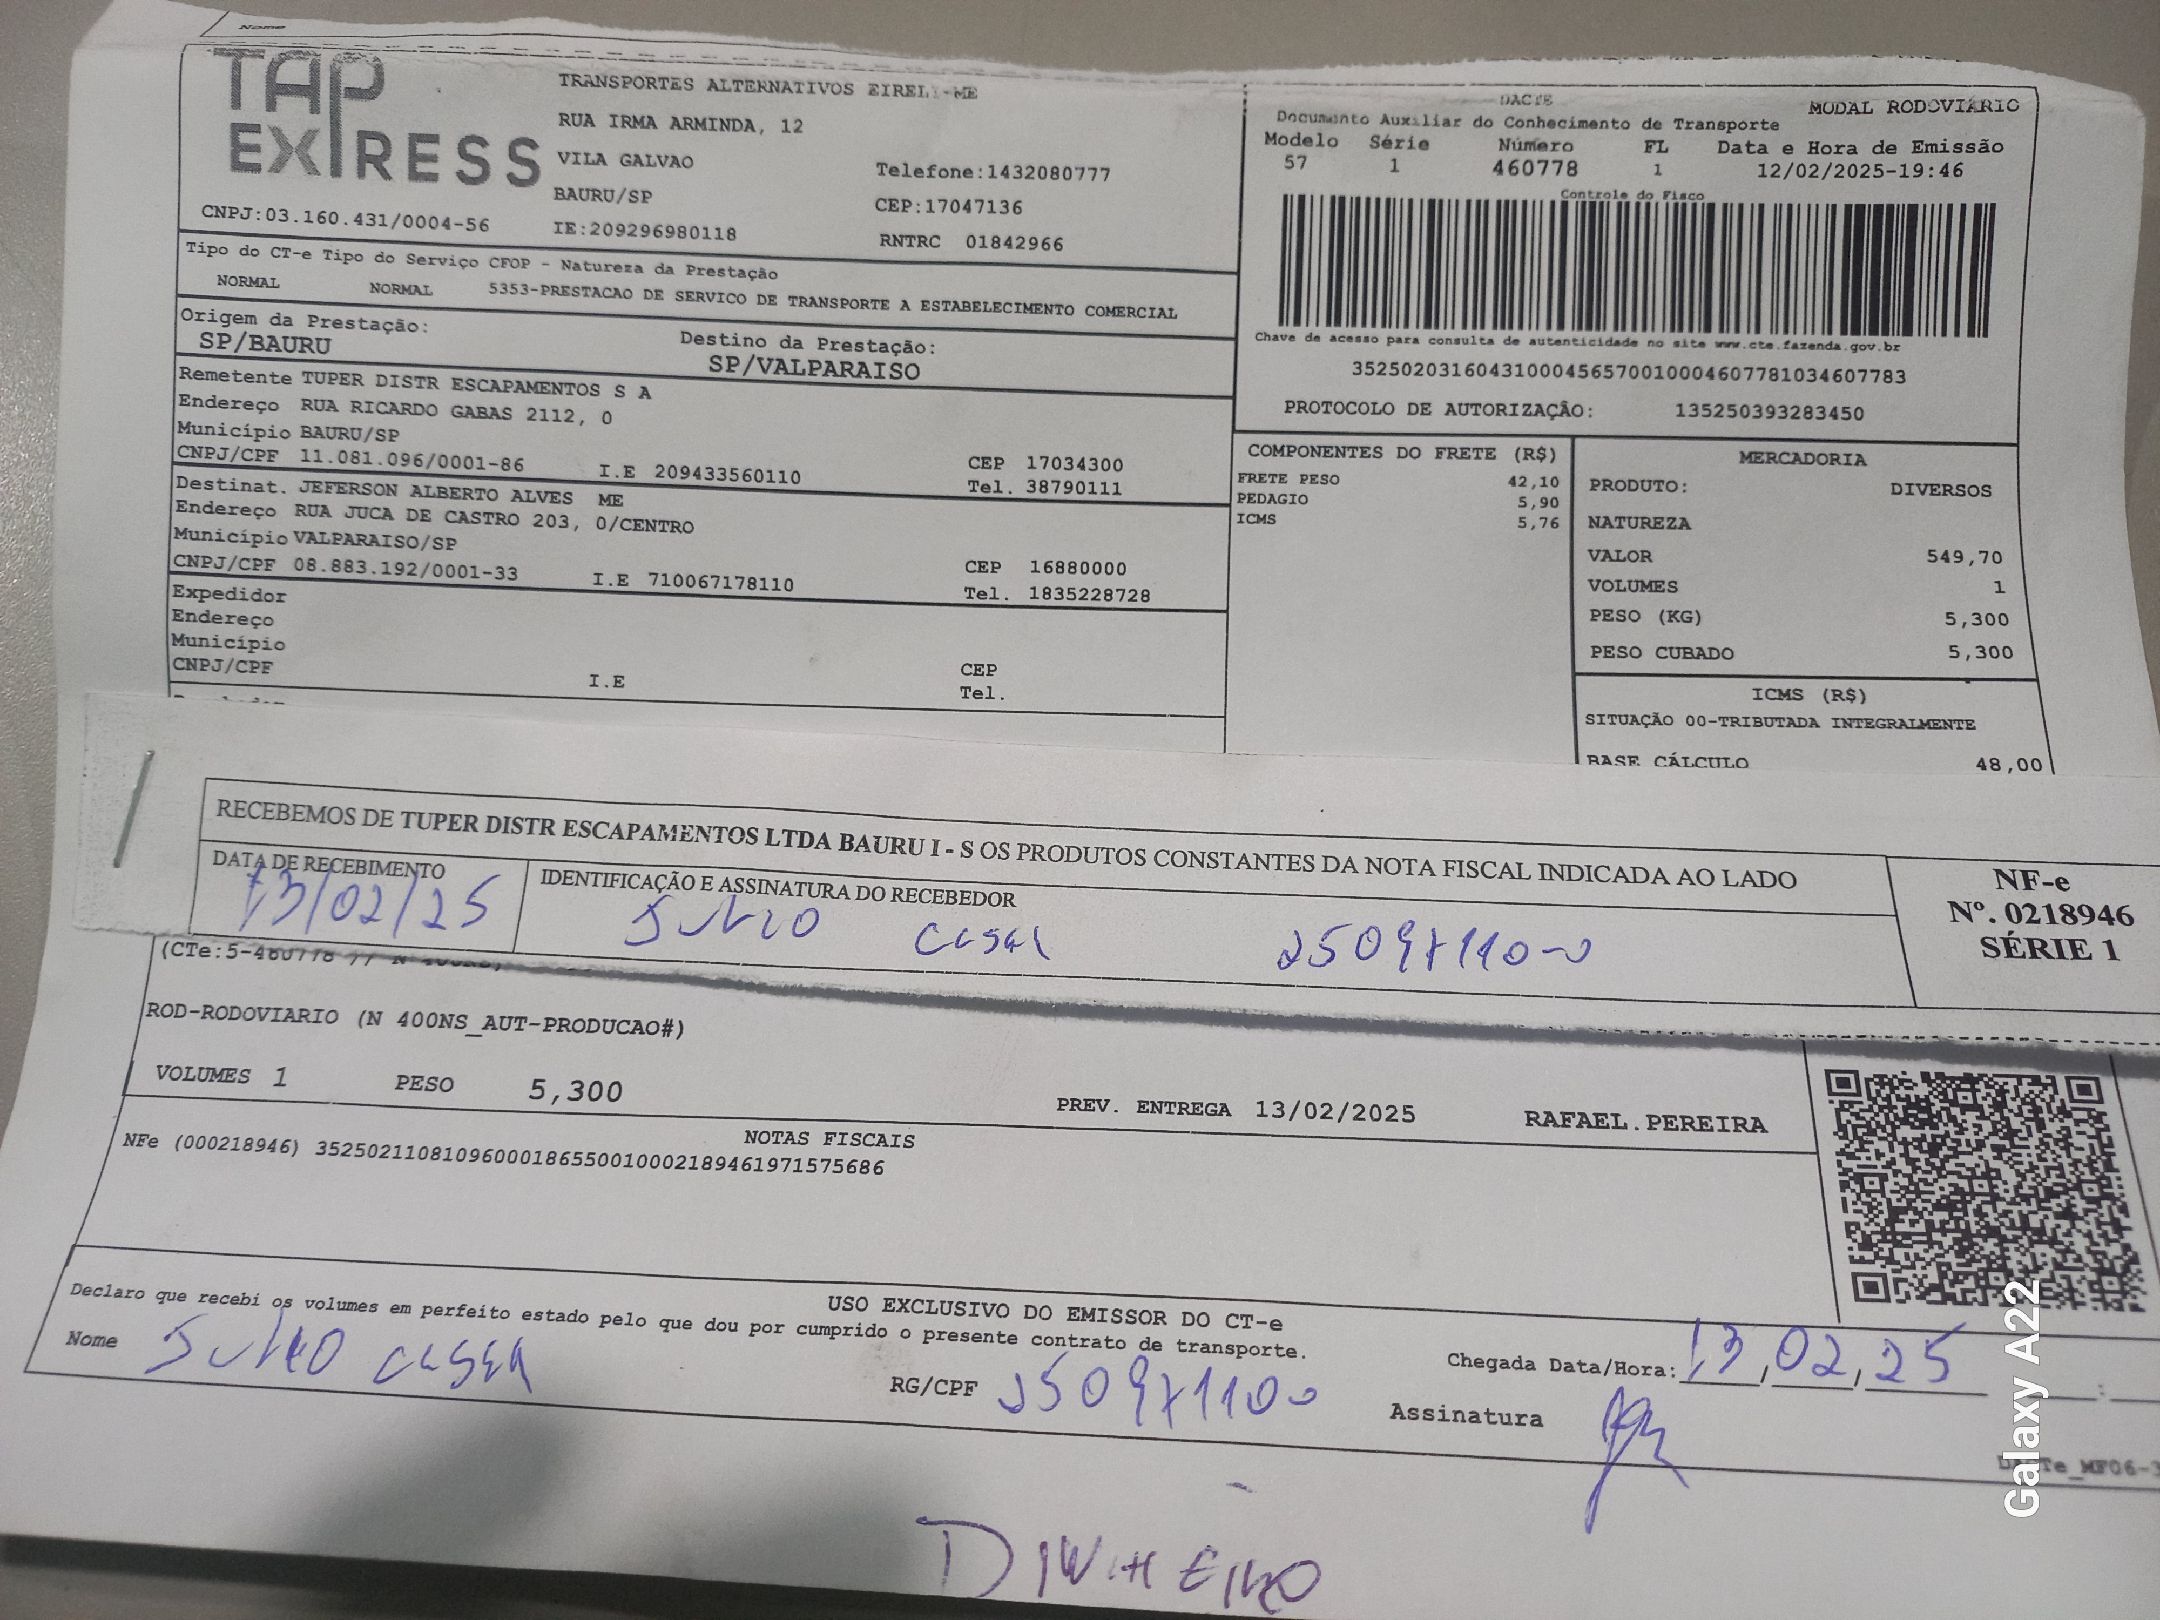 Nome
TAP EXPRESS
TRANSPORTES ALTERNATIVOS EIRELI-ME
RUA IRMA ARMINDA, 12
VILA GALVAO
Telefone:1432080777
BAURU/SP
CEP:17047136
CNPJ:03.160.431/0004-56
IE:209296980118
RNTRC 01842966
DACTE
MODAL RODOVIÁRIO
Documento Auxiliar do Conhecimento de Transporte
Modelo Série Número FL Data e Hora de Emissão
57 1 460778 1 12/02/2025-19:46
Controle do Fisco
Chave de acesso para consulta de autenticidade no site www.cte.fazenda.gov.br
35250203160431000456570010004607781034607783
PROTOCOLO DE AUTORIZAÇÃO: 135250393283450
Tipo do CT-e Tipo do Serviço CFOP - Natureza da Prestação
NORMAL NORMAL 5353-PRESTACAO DE SERVICO DE TRANSPORTE A ESTABELECIMENTO COMERCIAL
Origem da Prestação: Destino da Prestação:
SP/BAURU SP/VALPARAISO
Remetente TUPER DISTR ESCAPAMENTOS S A
Endereço RUA RICARDO GABAS 2112, 0
Município BAURU/SP CEP 17034300
CNPJ/CPF 11.081.096/0001-86 I.E 209433560110 Tel. 38790111
Destinat. JEFERSON ALBERTO ALVES ME
Endereço RUA JUCA DE CASTRO 203, 0/CENTRO
Município VALPARAISO/SP CEP 16880000
CNPJ/CPF 08.883.192/0001-33 I.E 710067178110 Tel. 1835228728
Expedidor
Endereço
Município CEP
CNPJ/CPF I.E Tel.
COMPONENTES DO FRETE (R$)
FRETE PESO 42,10
PEDAGIO 5,90
ICMS 5,76
MERCADORIA
PRODUTO: DIVERSOS
NATUREZA
VALOR 549,70
VOLUMES 1
PESO (KG) 5,300
PESO CUBADO 5,300
ICMS (R$)
SITUAÇÃO 00-TRIBUTADA INTEGRALMENTE
BASE CÁLCULO 48,00
RECEBEMOS DE TUPER DISTR ESCAPAMENTOS LTDA BAURU I - S OS PRODUTOS CONSTANTES DA NOTA FISCAL INDICADA AO LADO
DATA DE RECEBIMENTO IDENTIFICAÇÃO E ASSINATURA DO RECEBEDOR
13/02/25
NF-e
Nº. 0218946
SÉRIE 1
(CTe:5-460778
ROD-RODOVIARIO (N 400NS_AUT-PRODUCAO#)
VOLUMES 1 PESO 5,300 PREV. ENTREGA 13/02/2025 RAFAEL.PEREIRA
NOTAS FISCAIS
NFe (000218946) 35250211081096000186550010002189461971575686
USO EXCLUSIVO DO EMISSOR DO CT-e
Declaro que recebi os volumes em perfeito estado pelo que dou por cumprido o presente contrato de transporte.
Nome RG/CPF Chegada Data/Hora: 13,02,25
Assinatura
DINHEIRO
Galaxy A22